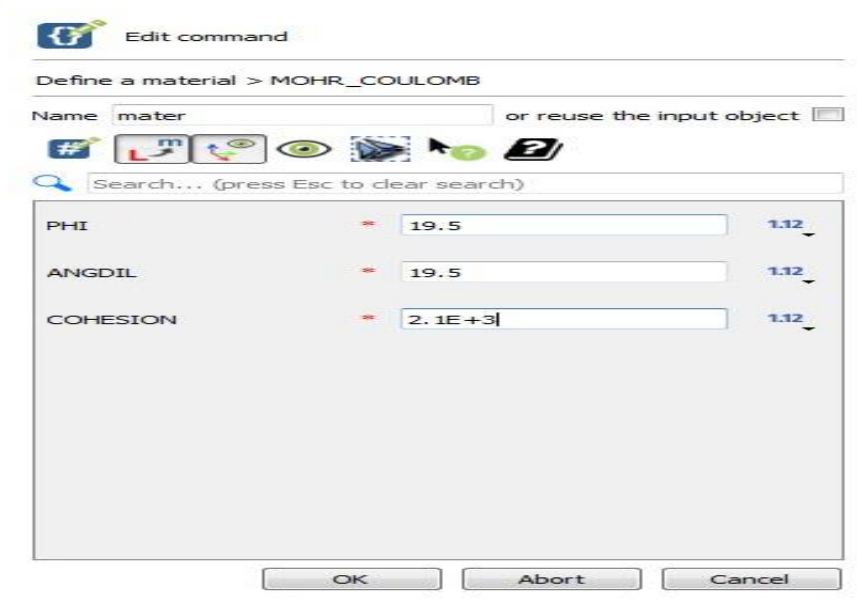 Edit command
Define a material > MOHR_COULOMB
Name mater or reuse the input object
Search... (press Esc to clear search)
PHI * 19.5 1.12
ANGDIL * 19.5 1.12
COHESION * 2.1E+3 1.12
OK Abort Cancel